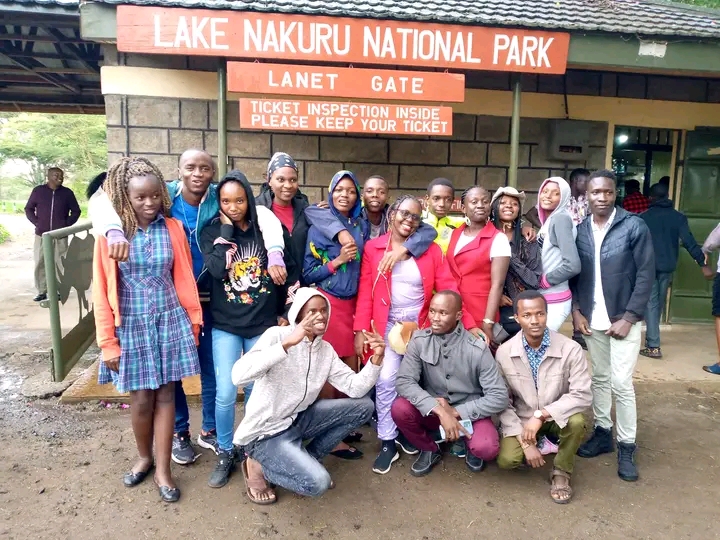 LAKE NAKURU NATIONAL PARK
LANET GATE
TICKET INSPECTION INSIDE
PLEASE KEEP YOUR TICKET